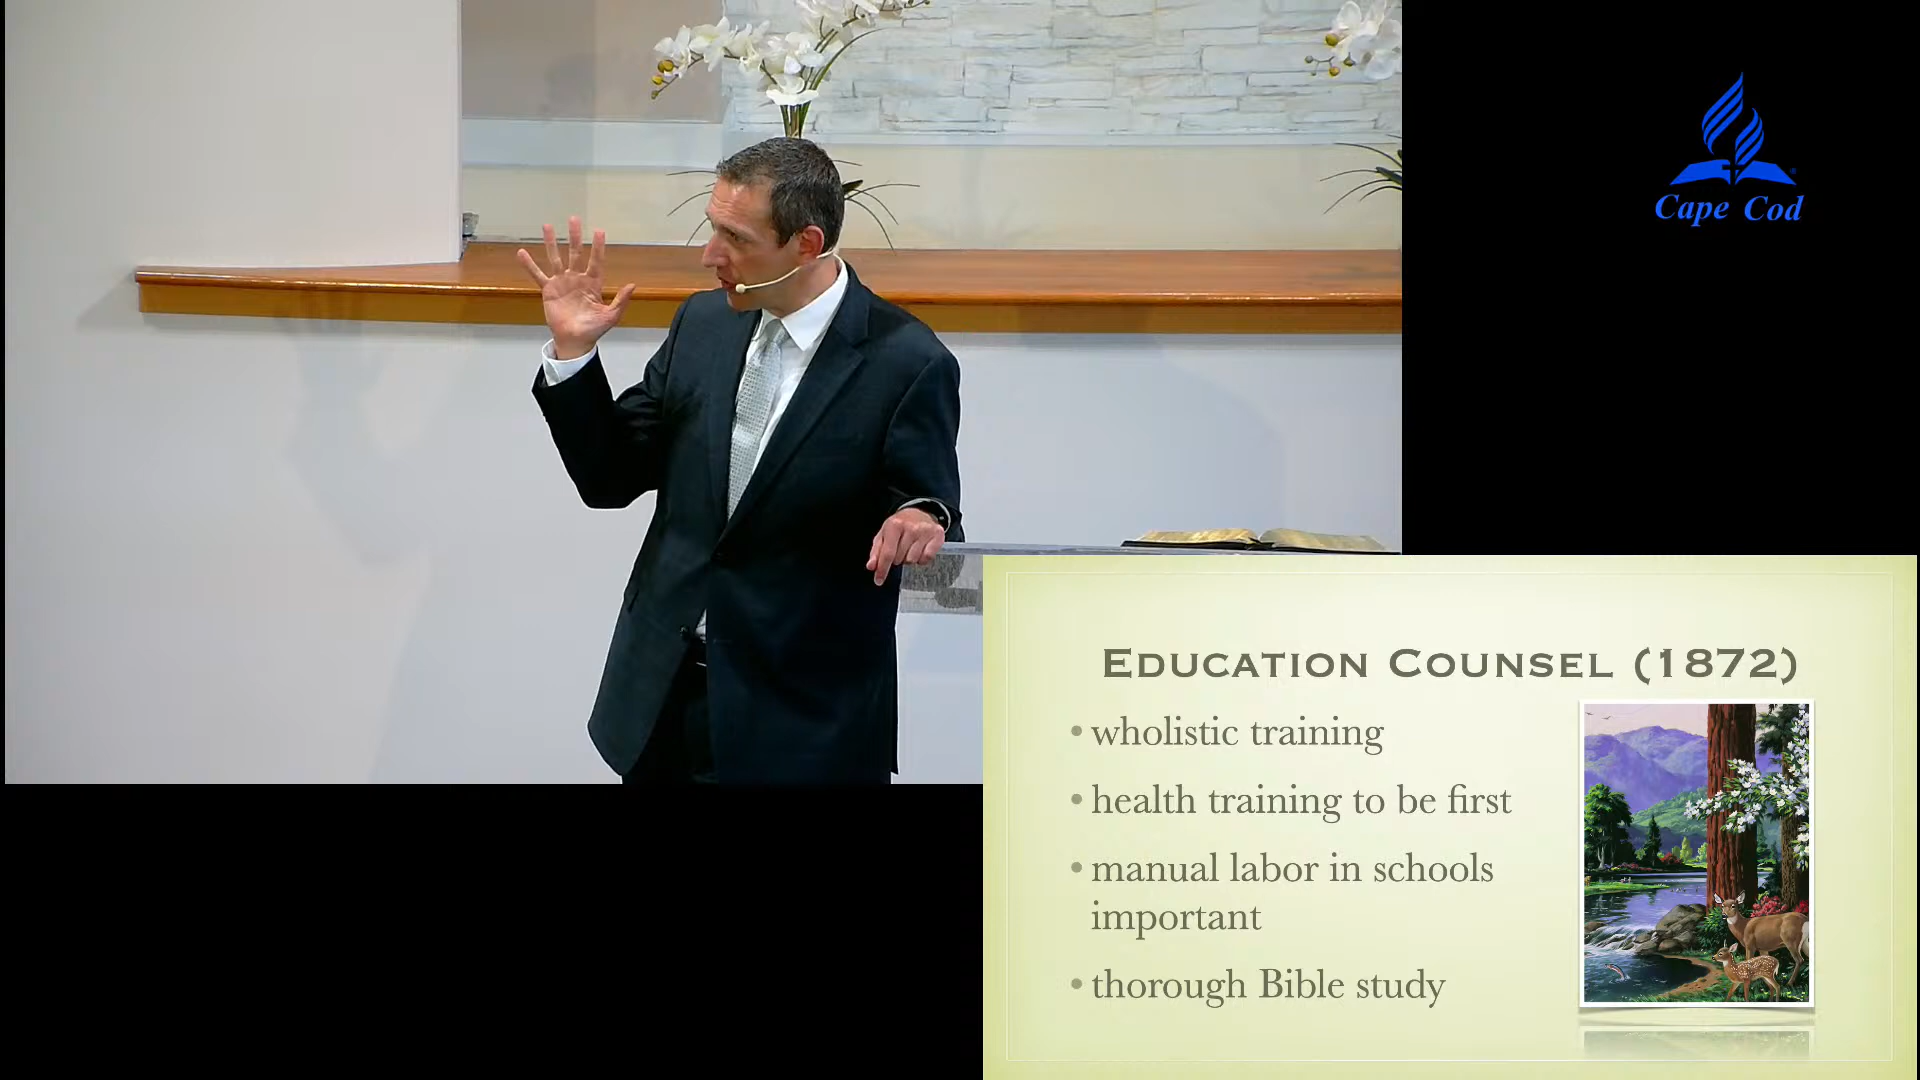 Cape Cod
EDUCATION COUNSEL (1872)
• wholistic training
• health training to be first
• manual labor in schools
important
• thorough Bible study